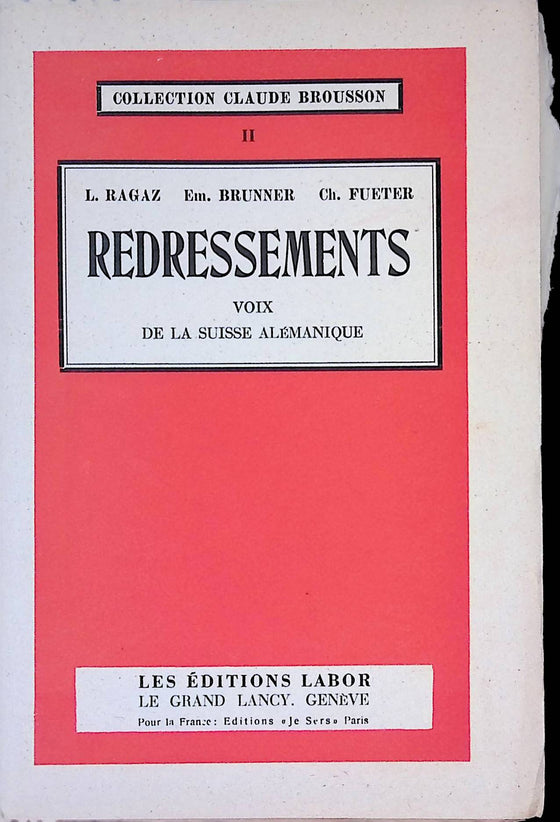 COLLECTION CLAUDE BROUSSON
II
L. RAGAZ Em. BRUNNER Ch. FUETER
REDRESSEMENTS
VOIX
DE LA SUISSE ALÉMANIQUE
LES ÉDITIONS LABOR
LE GRAND LANCY. GENÈVE
Pour la France: Editions «Je Sers» Paris